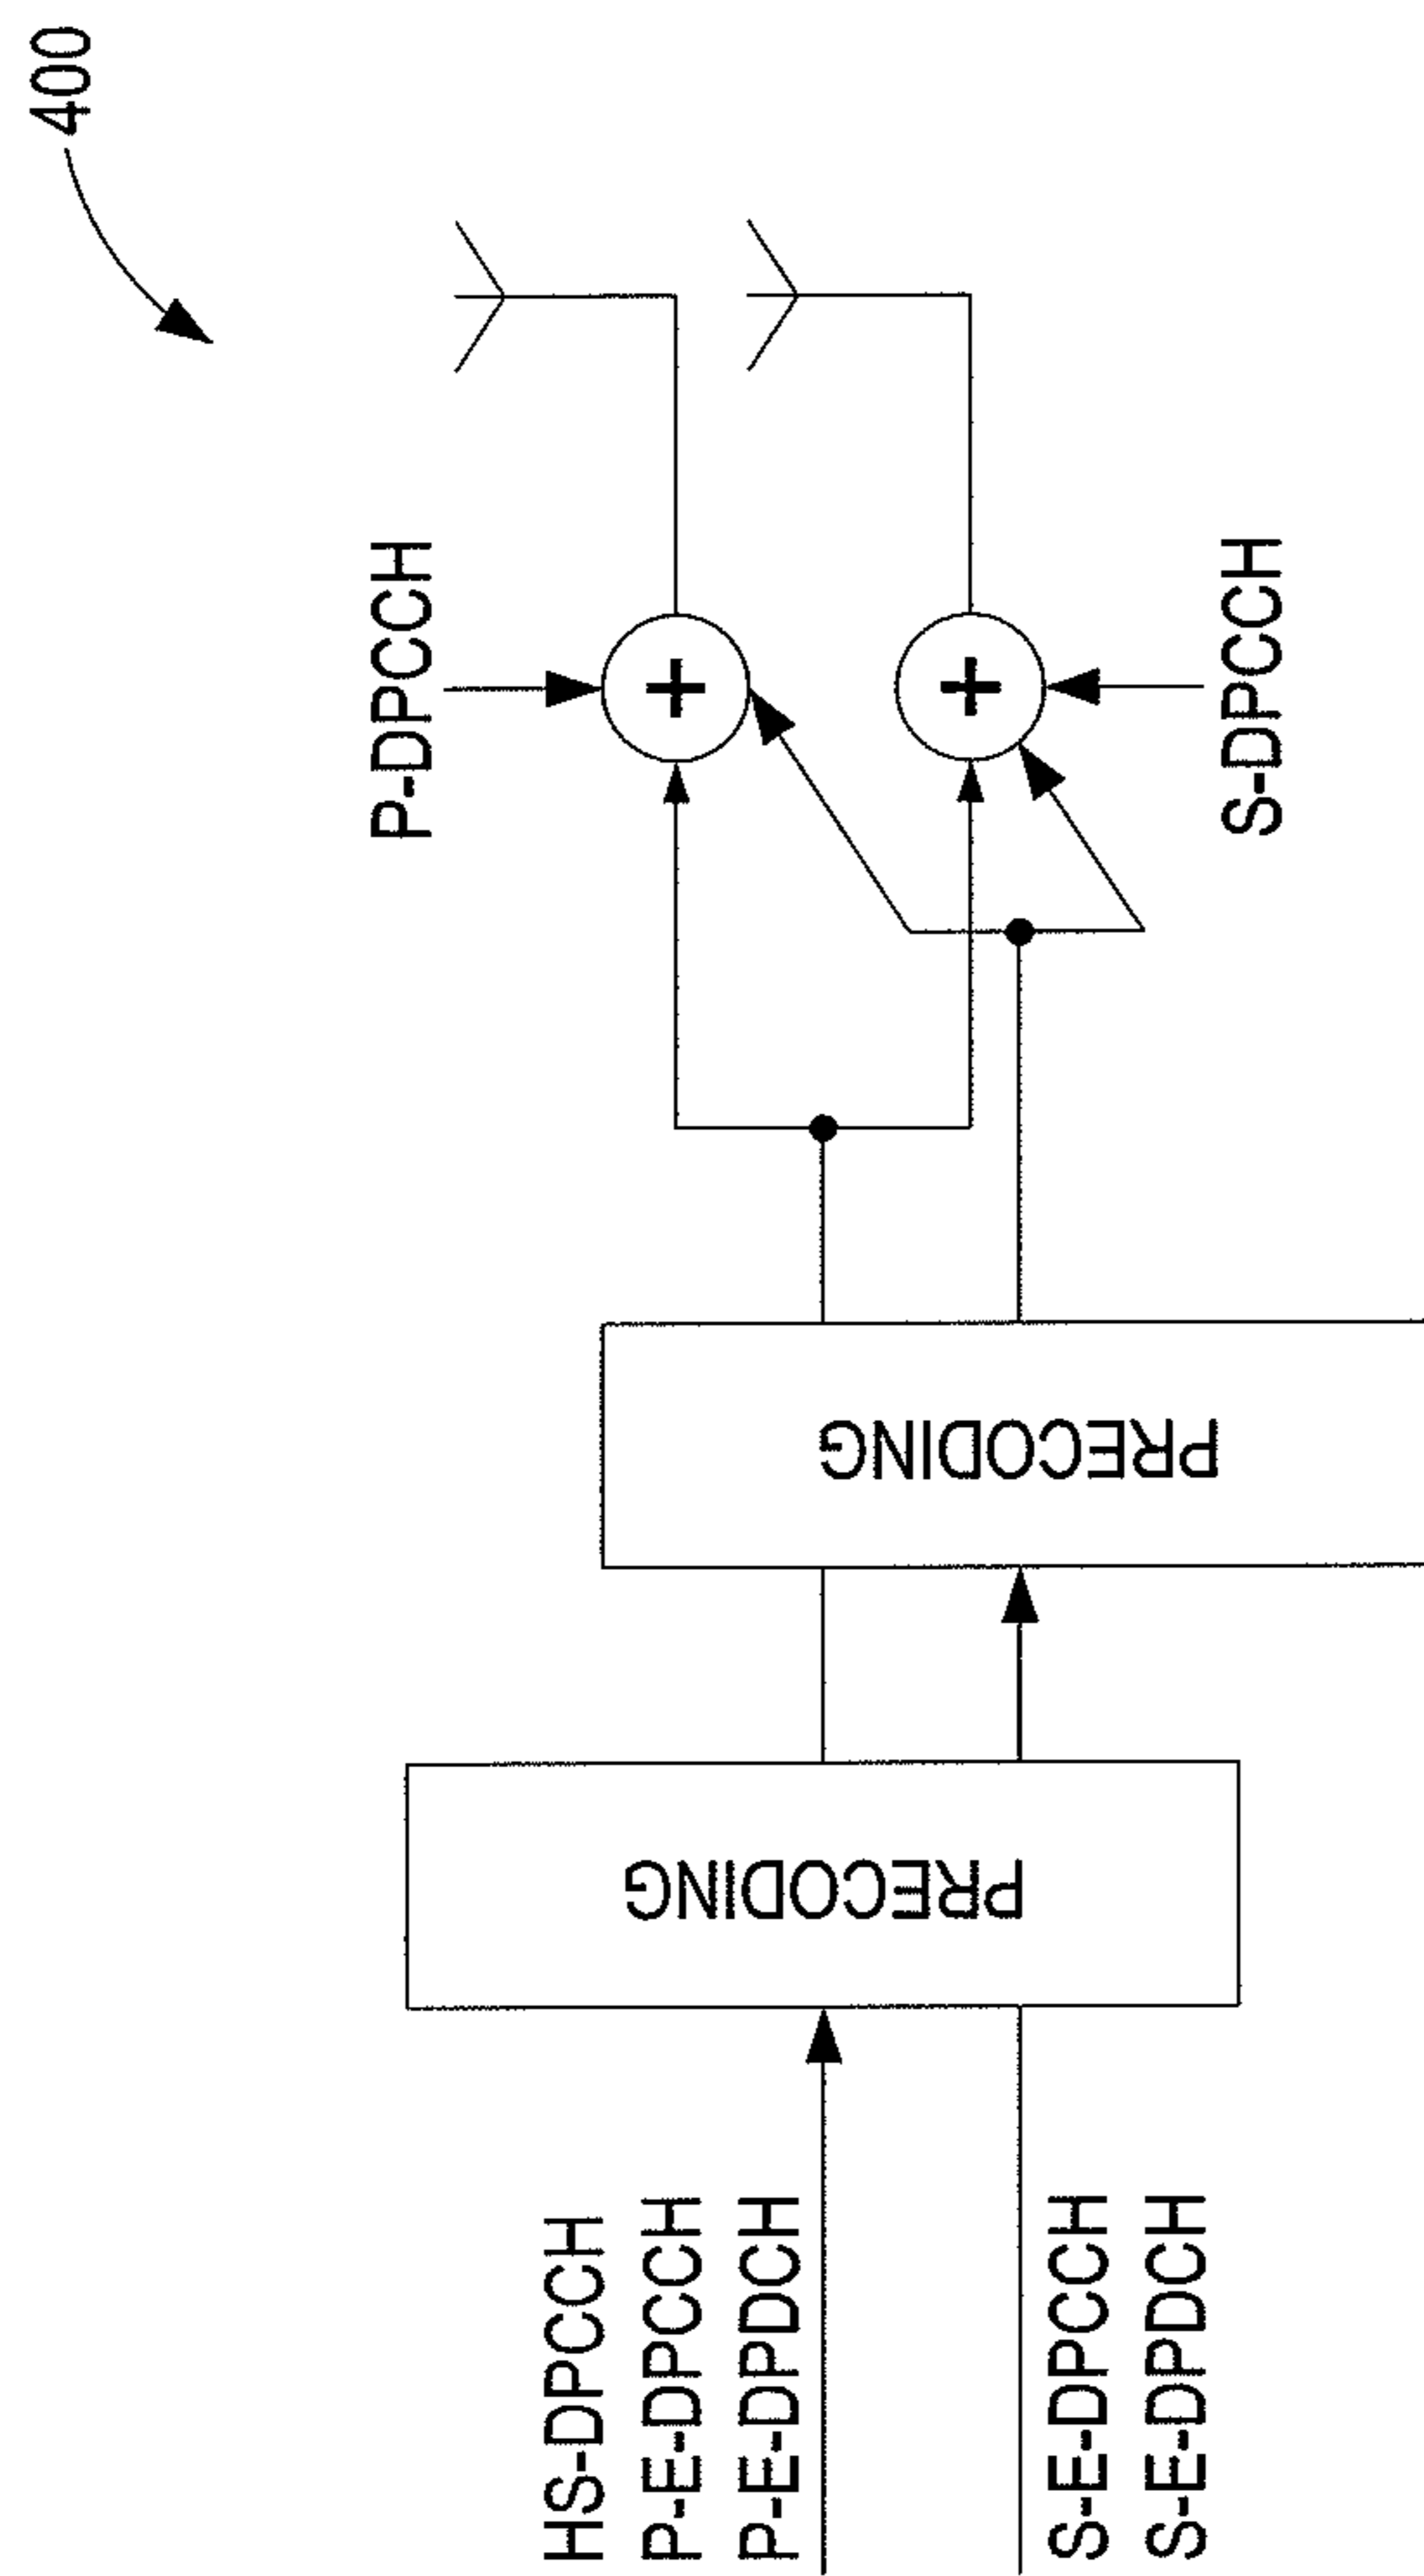 400
P-DPCCH
S-DPCCH
PRECODING
PRECODING
HS-DPCCH
P-E-DPCCH
P-E-DPDCH
S-E-DPCCH
S-E-DPDCH